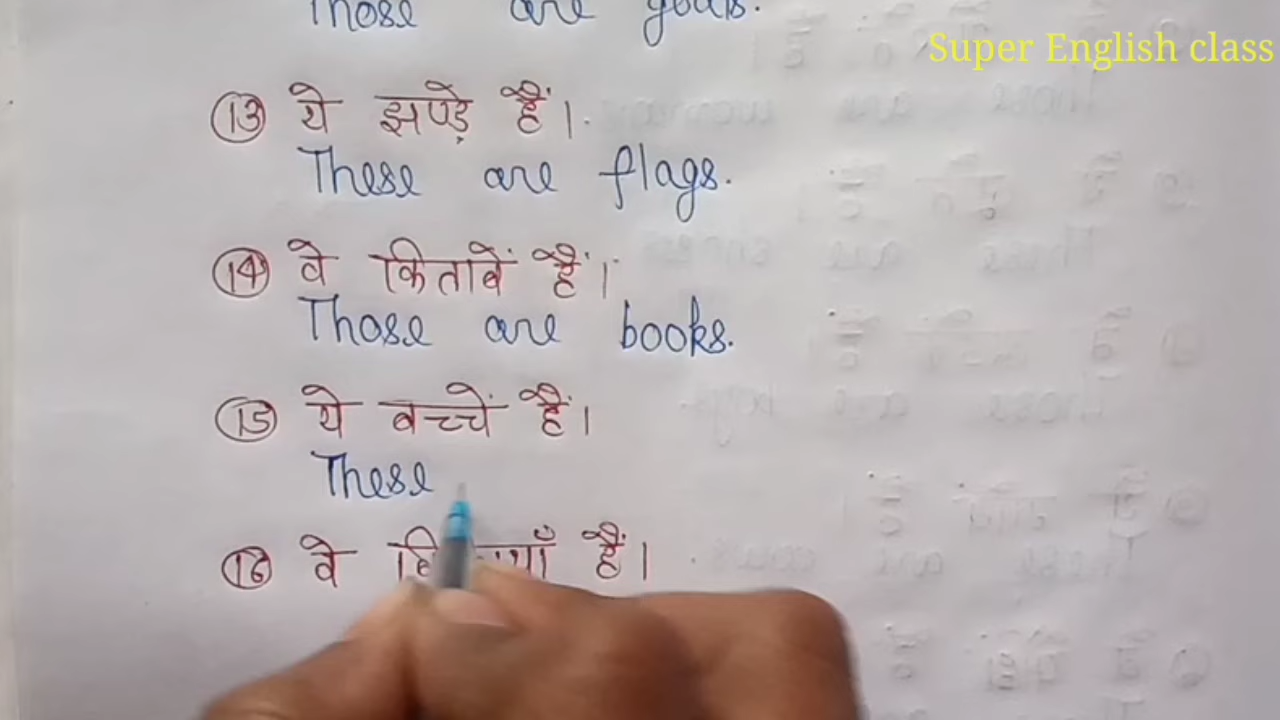 Those are goats.
Super English class
13 ये झण्ड़े हैं।
These are flags.
14 वे किताबें हैं।
Those are books.
15 ये बच्चें हैं।
These
16 वे हैं।